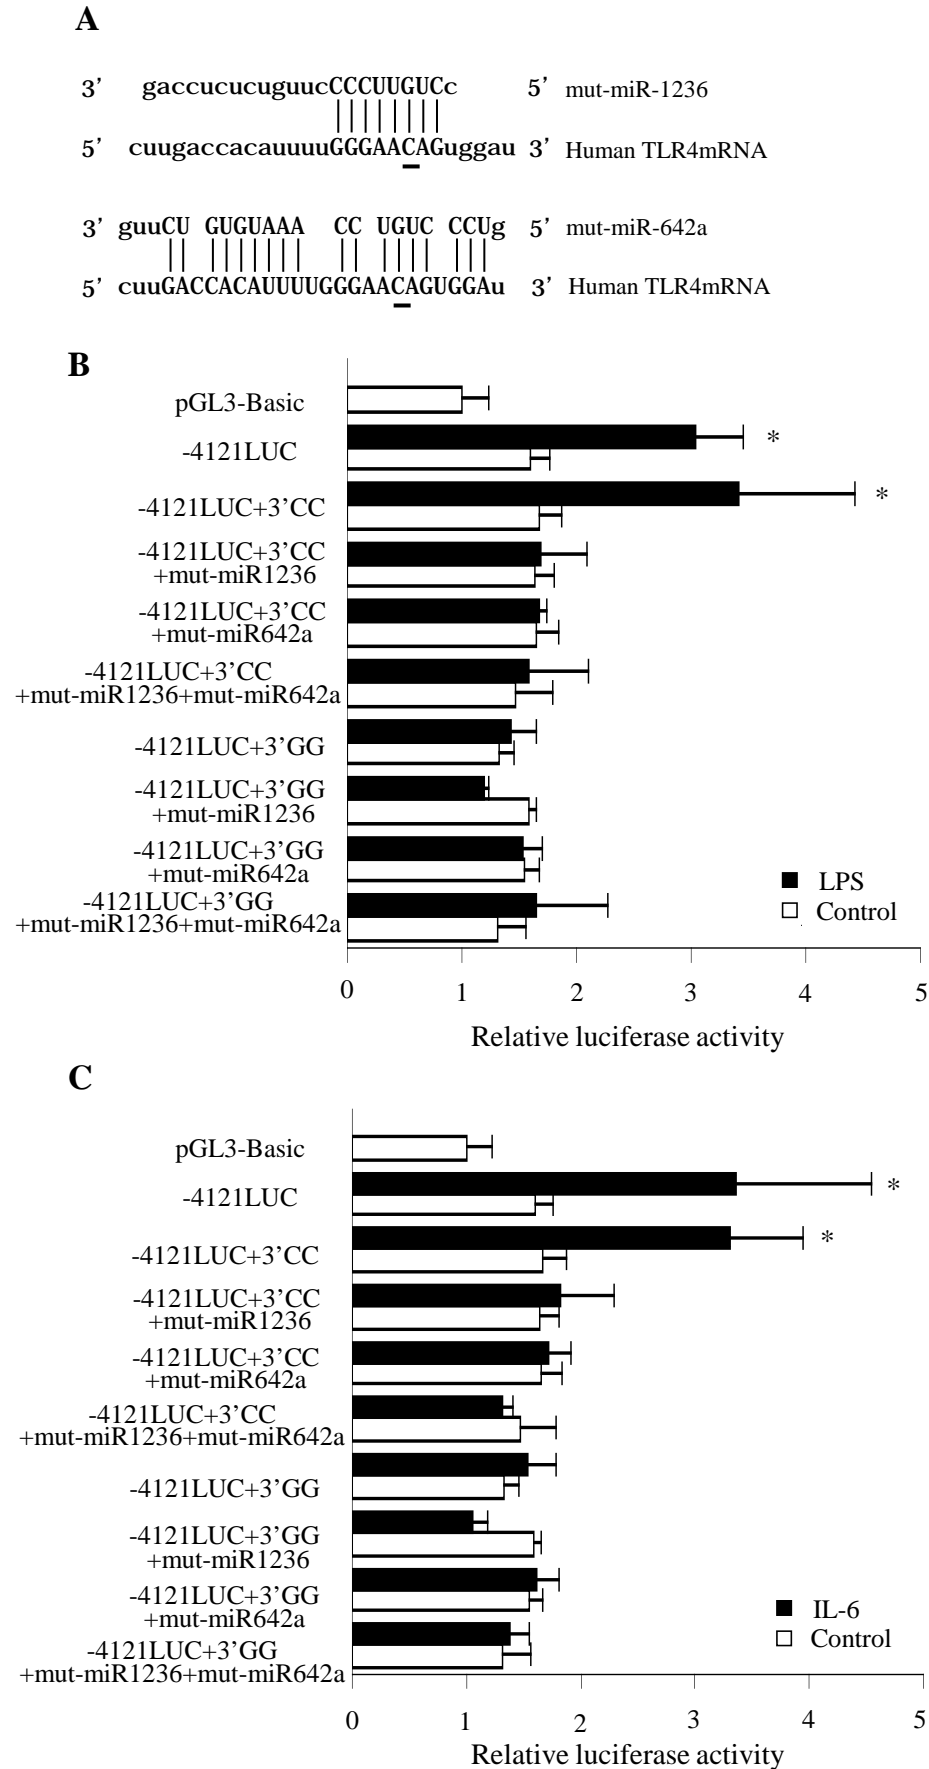 A
3’ gaccucucuguucCCCUUGUCc 5’ mut-miR-1236
5’ cuugaccacauuuuGGGAACAGuggau 3’ Human TLR4mRNA
3’ guuCU GUGUAAA CC UGUC CCUg 5’ mut-miR-642a
5’ cuuGACCACAUUUUGGGAACAGUGGAu 3’ Human TLR4mRNA
B
pGL3-Basic
-4121LUC
*
-4121LUC+3’CC
*
-4121LUC+3’CC
+mut-miR1236
-4121LUC+3’CC
+mut-miR642a
-4121LUC+3’CC
+mut-miR1236+mut-miR642a
-4121LUC+3’GG
-4121LUC+3’GG
+mut-miR1236
-4121LUC+3’GG
+mut-miR642a
-4121LUC+3’GG
+mut-miR1236+mut-miR642a
LPS
Control
0 1 2 3 4 5
Relative luciferase activity
C
pGL3-Basic
-4121LUC
*
-4121LUC+3’CC
*
-4121LUC+3’CC
+mut-miR1236
-4121LUC+3’CC
+mut-miR642a
-4121LUC+3’CC
+mut-miR1236+mut-miR642a
-4121LUC+3’GG
-4121LUC+3’GG
+mut-miR1236
-4121LUC+3’GG
+mut-miR642a
-4121LUC+3’GG
+mut-miR1236+mut-miR642a
IL-6
Control
0 1 2 3 4 5
Relative luciferase activity